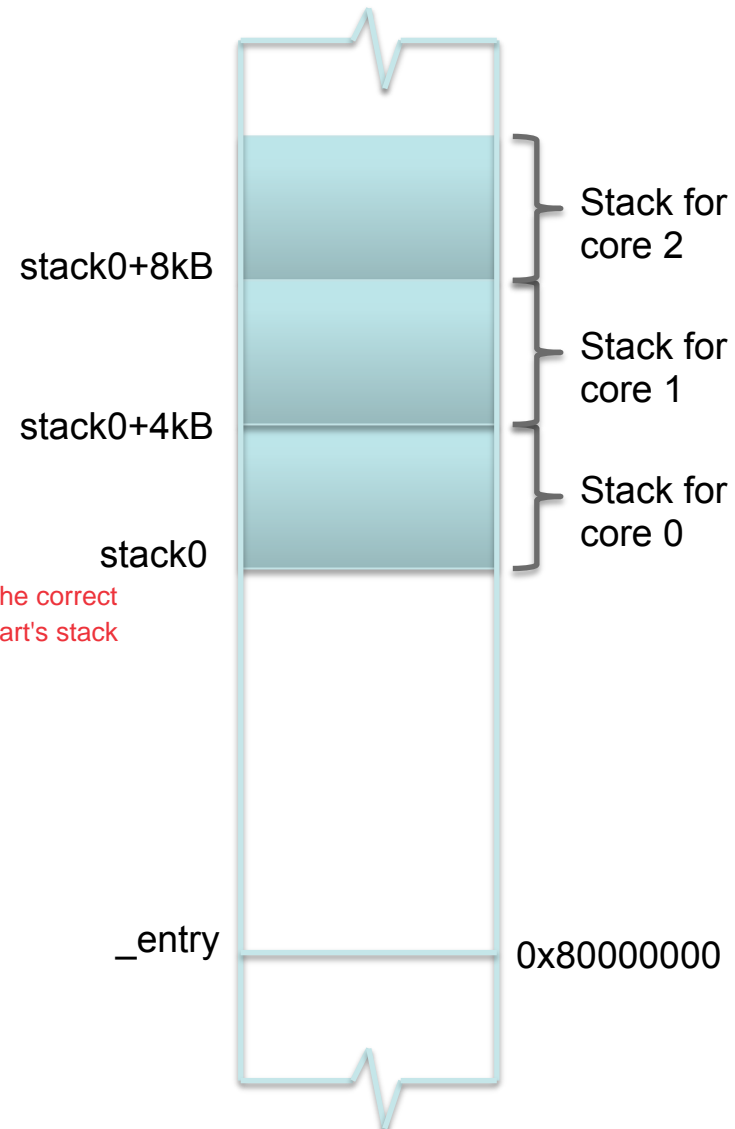 Stack for
core 2
stack0+8kB
Stack for
core 1
stack0+4kB
Stack for
core 0
stack0
he correct
art's stack
_entry
0x80000000